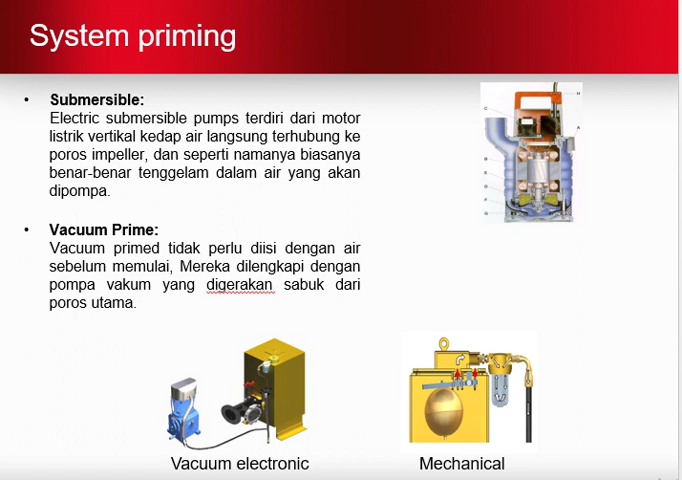 System priming
• Submersible:
Electric submersible pumps terdiri dari motor
listrik vertikal kedap air langsung terhubung ke
poros impeller, dan seperti namanya biasanya
benar-benar tenggelam dalam air yang akan
dipompa.
• Vacuum Prime:
Vacuum primed tidak perlu diisi dengan air
sebelum memulai, Mereka dilengkapi dengan
pompa vakum yang digerakan sabuk dari
poros utama.
Vacuum electronic
Mechanical